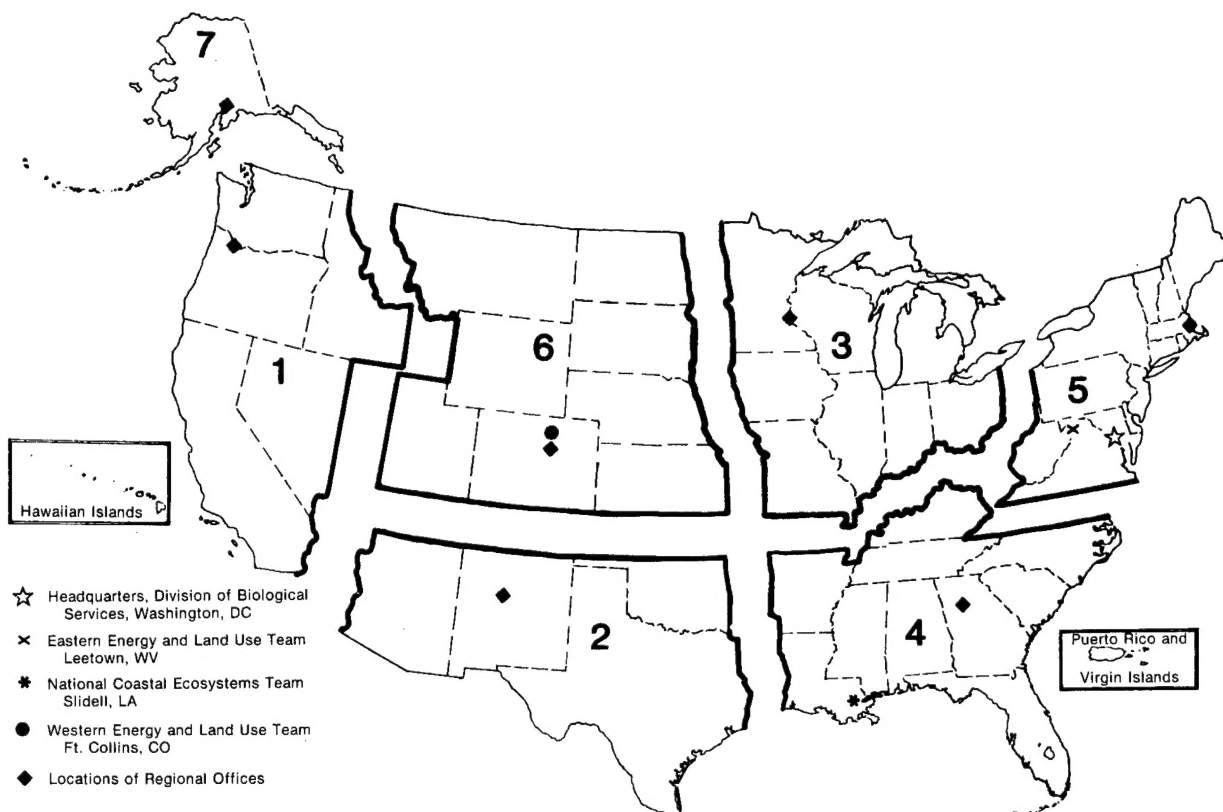 7
6
3
1
5
Hawaiian Islands
Headquarters, Division of Biological
Services, Washington, DC
Eastern Energy and Land Use Team
Leetown, WV
National Coastal Ecosystems Team
Slidell, LA
Western Energy and Land Use Team
Ft. Collins, CO
Locations of Regional Offices
2
4
Puerto Rico and
Virgin Islands